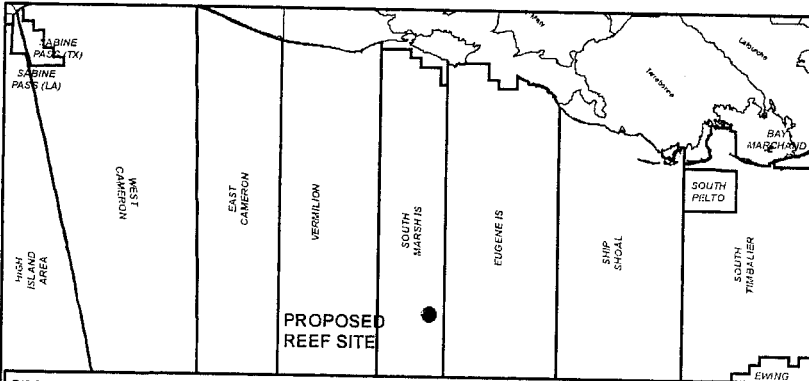 SABINE
PASS (TX)
SABINE
PASS (LA)
HIGH
ISLAND
AREA
WEST
CAMERON
EAST
CAMERON
VERMILION
SOUTH
MARSH IS
EUGENE IS
SHIP
SHOAL
SOUTH
PELTO
BAY
MARCHAND
SOUTH
TIMBALIER
EWING
Terrebonne
Lafourche
PROPOSED
REEF SITE